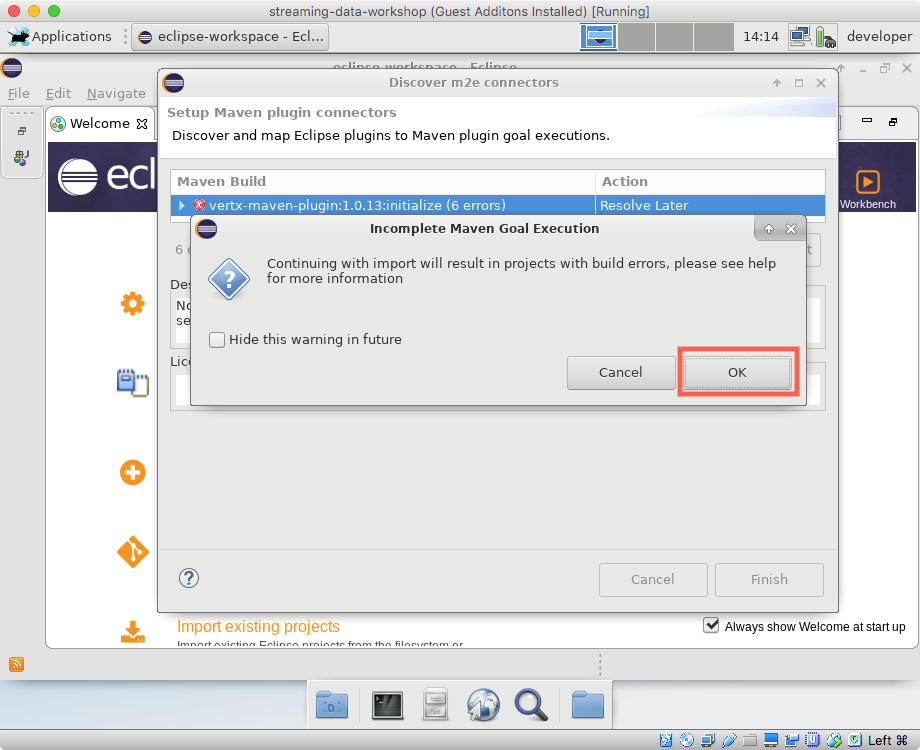 streaming-data-workshop (Guest Additons Installed) [Running]
Applications
eclipse-workspace - Ecl...
14:14
developer
eclipse-workspace - Eclipse
File Edit Navigate
Discover m2e connectors
Welcome
Setup Maven plugin connectors
Discover and map Eclipse plugins to Maven plugin goal executions.
ecl
Workbench
Maven Build
Action
vertx-maven-plugin:1.0.13:initialize (6 errors)
Resolve Later
Incomplete Maven Goal Execution
6 e
t
Continuing with import will result in projects with build errors, please see help
for more information
Des
No
se
Hide this warning in future
Lice
Cancel
OK
?
Cancel
Finish
Import existing projects
Import existing Eclipse projects from the filesystem or
Always show Welcome at start up
Left ⌘